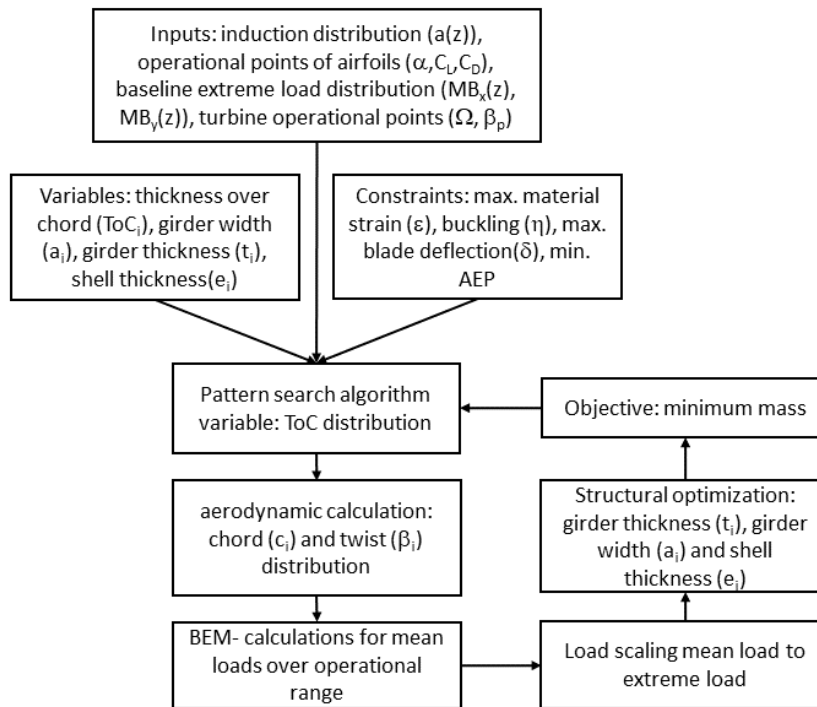 Inputs: induction distribution (a(z)),
operational points of airfoils (α,C_L,C_D),
baseline extreme load distribution (MB_x(z),
MB_y(z)), turbine operational points (Ω, β_p)
Variables: thickness over
chord (ToC_i), girder width
(a_i), girder thickness (t_i),
shell thickness(e_i)
Constraints: max. material
strain (ε), buckling (η), max.
blade deflection(δ), min.
AEP
Pattern search algorithm
variable: ToC distribution
Objective: minimum mass
aerodynamic calculation:
chord (c_i) and twist (β_i)
distribution
Structural optimization:
girder thickness (t_i), girder
width (a_i) and shell
thickness (e_i)
BEM- calculations for mean
loads over operational
range
Load scaling mean load to
extreme load